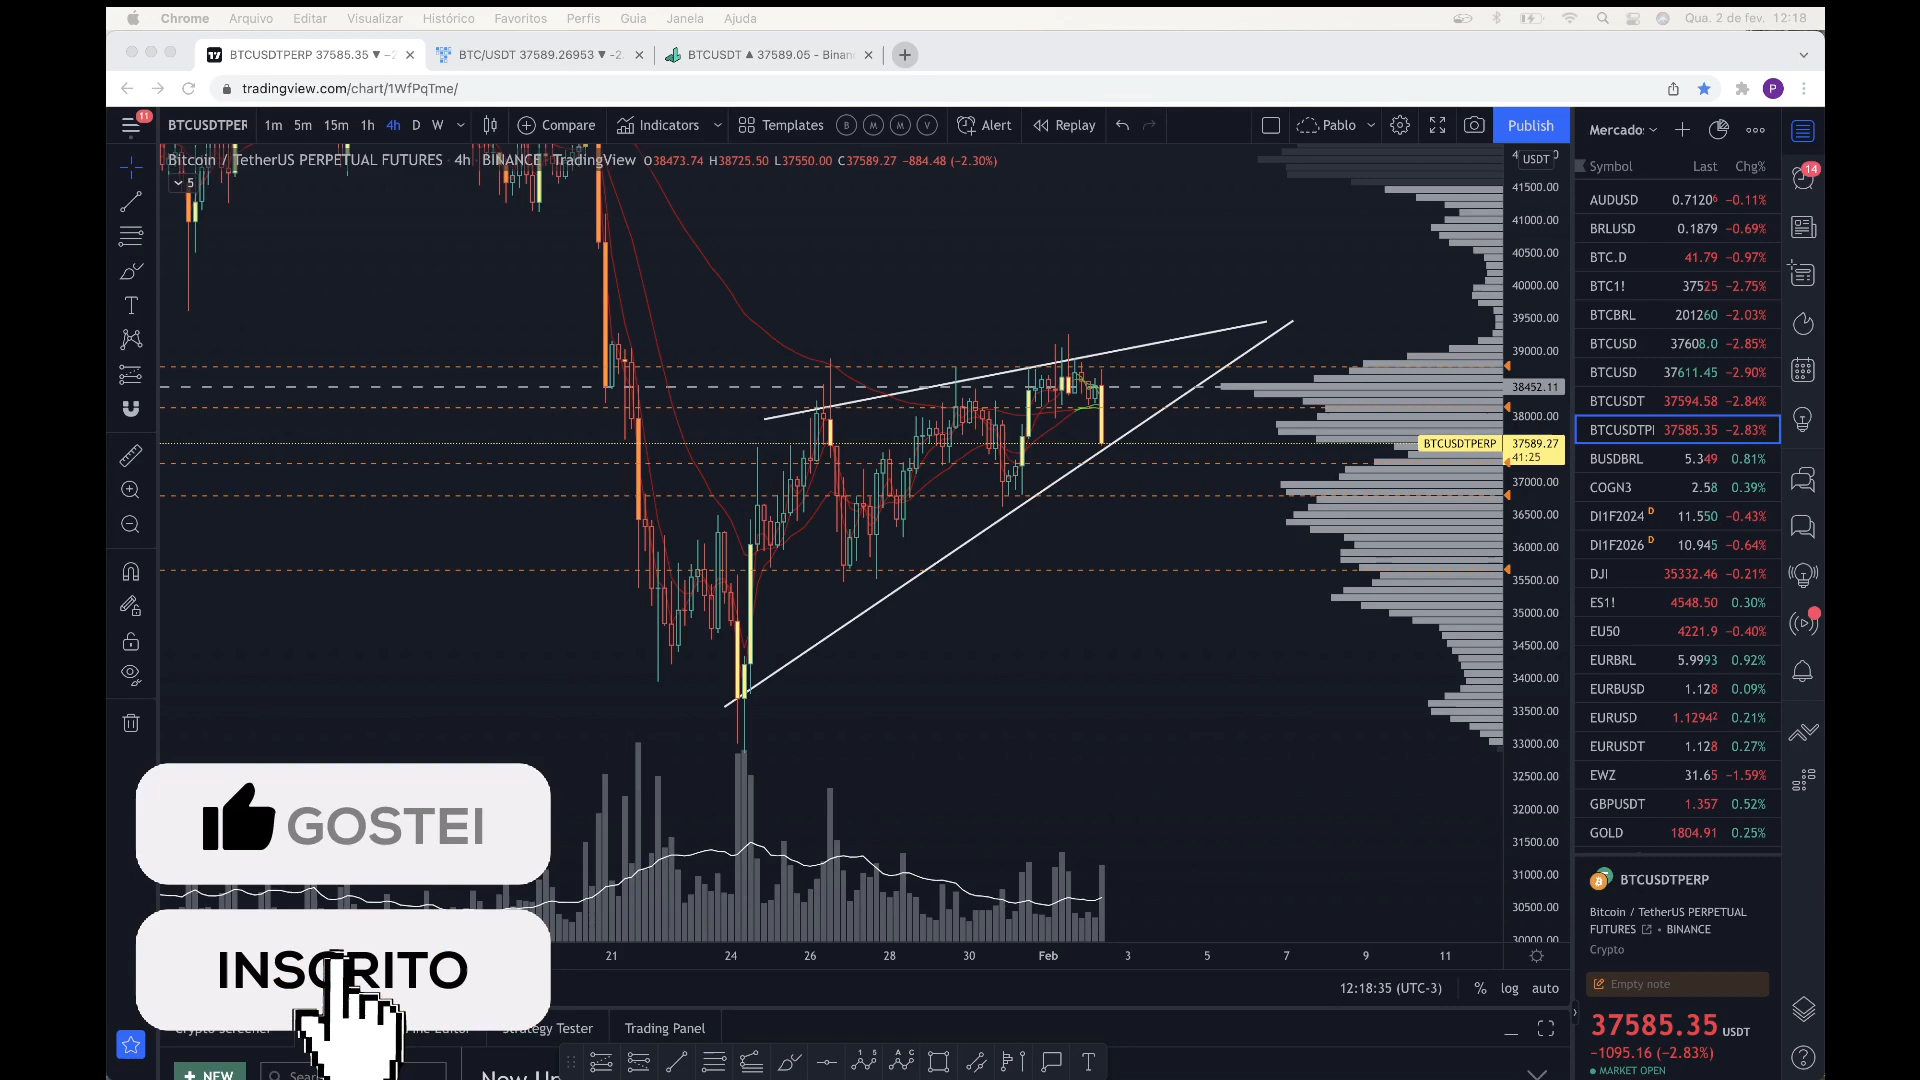 Chrome Arquivo Editar Visualizar Histórico Favoritos Perfis Guia Janela Ajuda Qua. 2 de fev. 12:18
BTCUSDTPERP 37585.35 ▼ −2 BTC/USDT 37589.26953 ▼ -2. BTCUSDT ▲ 37589.05 - Binan
tradingview.com/chart/1WfPqTme/ P
11 BTCUSDTPER 1m 5m 15m 1h 4h D W Compare Indicators Templates B M M V Alert Replay Pablo Publish
Bitcoin / TetherUS PERPETUAL FUTURES · 4h · BINANCE · TradingView O38473.74 H38725.50 L37550.00 C37589.27 −884.48 (−2.30%)
5
USDT
41500.00
41000.00
40500.00
40000.00
39500.00
39000.00
38452.11
38000.00
BTCUSDTPERP 37589.27
41:25
37000.00
36500.00
36000.00
35500.00
35000.00
34500.00
34000.00
33500.00
33000.00
32500.00
32000.00
31500.00
31000.00
30500.00
30000.00
21 24 26 28 30 Feb 3 5 7 9 11
12:18:35 (UTC-3) % log auto
Strategy Tester Trading Panel
NEW
GOSTEI
INSCRITO
Mercado
Symbol Last Chg%
14
AUDUSD 0.7120⁶ −0.11%
BRLUSD 0.1879 −0.69%
BTC.D 41.79 −0.97%
BTC1! 37525 −2.75%
BTCBRL 201260 −2.03%
BTCUSD 37608.0 −2.85%
BTCUSD 37611.45 −2.90%
BTCUSDT 37594.58 −2.84%
BTCUSDTPI 37585.35 −2.83%
BUSDBRL 5.349 0.81%
COGN3 2.58 0.39%
DI1F2024 D 11.550 −0.43%
DI1F2026 D 10.945 −0.64%
DJI 35332.46 −0.21%
ES1! 4548.50 0.30%
EU50 4221.9 −0.40%
EURBRL 5.9993 0.92%
EURBUSD 1.128 0.09%
EURUSD 1.1294² 0.21%
EURUSDT 1.128 0.27%
EWZ 31.65 −1.59%
GBPUSDT 1.357 0.52%
GOLD 1804.91 0.25%
BTCUSDTPERP
Bitcoin / TetherUS PERPETUAL
FUTURES • BINANCE
Crypto
Empty note
37585.35 USDT
−1095.16 (−2.83%)
MARKET OPEN